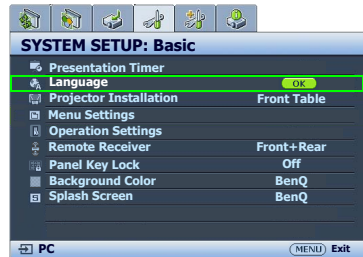 SYSTEM SETUP: Basic
Presentation Timer
Language OK
Projector Installation Front Table
Menu Settings
Operation Settings
Remote Receiver Front+Rear
Panel Key Lock Off
Background Color BenQ
Splash Screen BenQ
PC MENU Exit